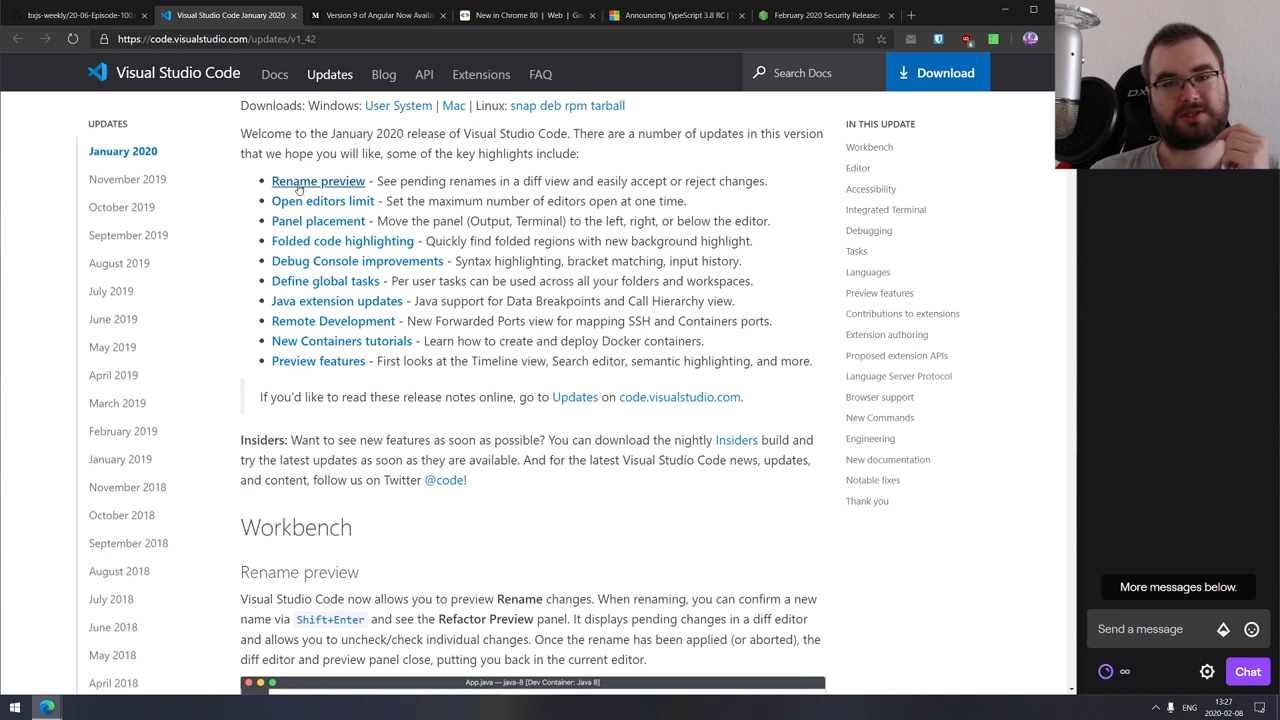 bxjs-weekly/20-06-Episode-100.
Visual Studio Code January 2020
Version 9 of Angular Now Avail
New in Chrome 80 | Web | Goo
Announcing TypeScript 3.8 RC | T
February 2020 Security Releases
https://code.visualstudio.com/updates/v1_42
6
Visual Studio Code
Docs
Updates
Blog
API
Extensions
FAQ
Search Docs
Download
Downloads: Windows: User System | Mac | Linux: snap deb rpm tarball
UPDATES
January 2020
November 2019
October 2019
September 2019
August 2019
July 2019
June 2019
May 2019
April 2019
March 2019
February 2019
January 2019
November 2018
October 2018
September 2018
August 2018
July 2018
June 2018
May 2018
April 2018
Welcome to the January 2020 release of Visual Studio Code. There are a number of updates in this version
that we hope you will like, some of the key highlights include:
• Rename preview - See pending renames in a diff view and easily accept or reject changes.
• Open editors limit - Set the maximum number of editors open at one time.
• Panel placement - Move the panel (Output, Terminal) to the left, right, or below the editor.
• Folded code highlighting - Quickly find folded regions with new background highlight.
• Debug Console improvements - Syntax highlighting, bracket matching, input history.
• Define global tasks - Per user tasks can be used across all your folders and workspaces.
• Java extension updates - Java support for Data Breakpoints and Call Hierarchy view.
• Remote Development - New Forwarded Ports view for mapping SSH and Containers ports.
• New Containers tutorials - Learn how to create and deploy Docker containers.
• Preview features - First looks at the Timeline view, Search editor, semantic highlighting, and more.
If you'd like to read these release notes online, go to Updates on code.visualstudio.com.
Insiders: Want to see new features as soon as possible? You can download the nightly Insiders build and
try the latest updates as soon as they are available. And for the latest Visual Studio Code news, updates,
and content, follow us on Twitter @code!
Workbench
Rename preview
Visual Studio Code now allows you to preview Rename changes. When renaming, you can confirm a new
name via Shift+Enter and see the Refactor Preview panel. It displays pending changes in a diff editor
and allows you to uncheck/check individual changes. Once the rename has been applied (or aborted), the
diff editor and preview panel close, putting you back in the current editor.
App.java — java-8 [Dev Container: Java 8]
IN THIS UPDATE
Workbench
Editor
Accessibility
Integrated Terminal
Debugging
Tasks
Languages
Preview features
Contributions to extensions
Extension authoring
Proposed extension APIs
Language Server Protocol
Browser support
New Commands
Engineering
New documentation
Notable fixes
Thank you
DX
More messages below.
Send a message
∞
Chat
ENG
13:27
2020-02-08